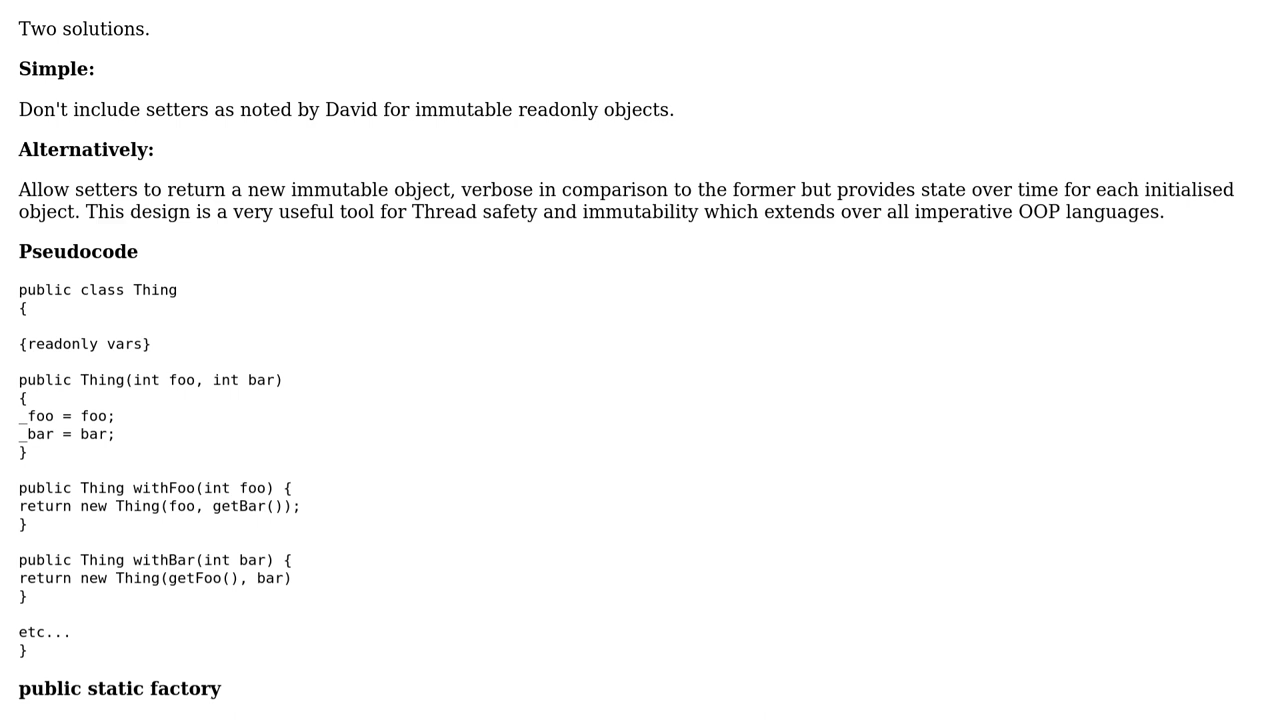 Two solutions.
Simple:
Don't include setters as noted by David for immutable readonly objects.
Alternatively:
Allow setters to return a new immutable object, verbose in comparison to the former but provides state over time for each initialised
object. This design is a very useful tool for Thread safety and immutability which extends over all imperative OOP languages.
Pseudocode
public class Thing
{
{readonly vars}
public Thing(int foo, int bar)
{
_foo = foo;
_bar = bar;
}
public Thing withFoo(int foo) {
return new Thing(foo, getBar());
}
public Thing withBar(int bar) {
return new Thing(getFoo(), bar)
}
etc...
}
public static factory